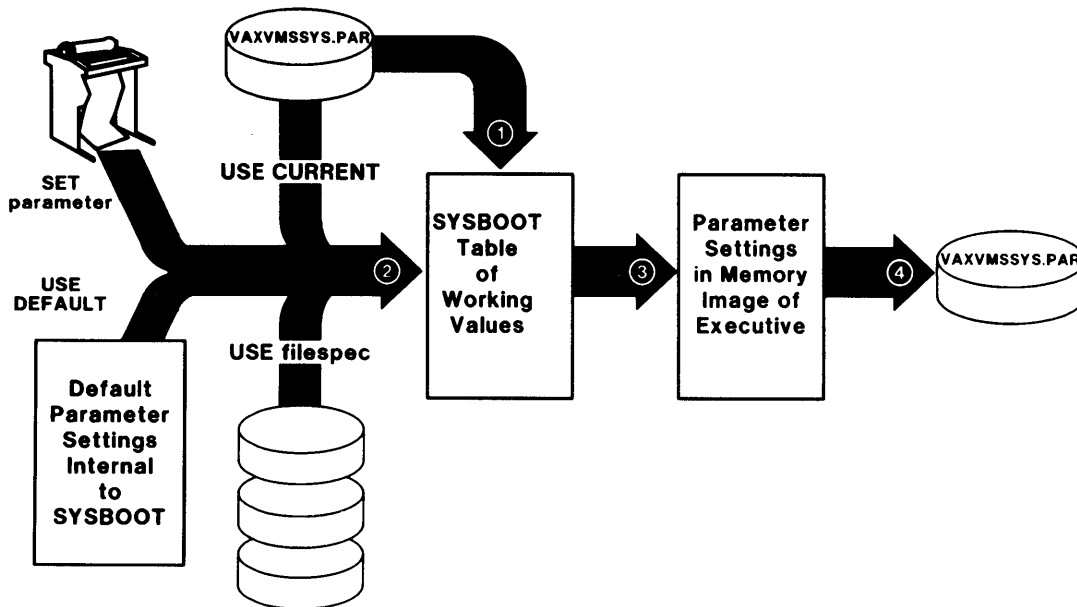 VAXVMSSYS.PAR
1
SET
parameter
USE CURRENT
SYSBOOT
Table
of
Working
Values
Parameter
Settings
in Memory
Image of
Executive
VAXVMSSYS.PAR
2
3
4
USE
DEFAULT
USE filespec
Default
Parameter
Settings
Internal
to
SYSBOOT